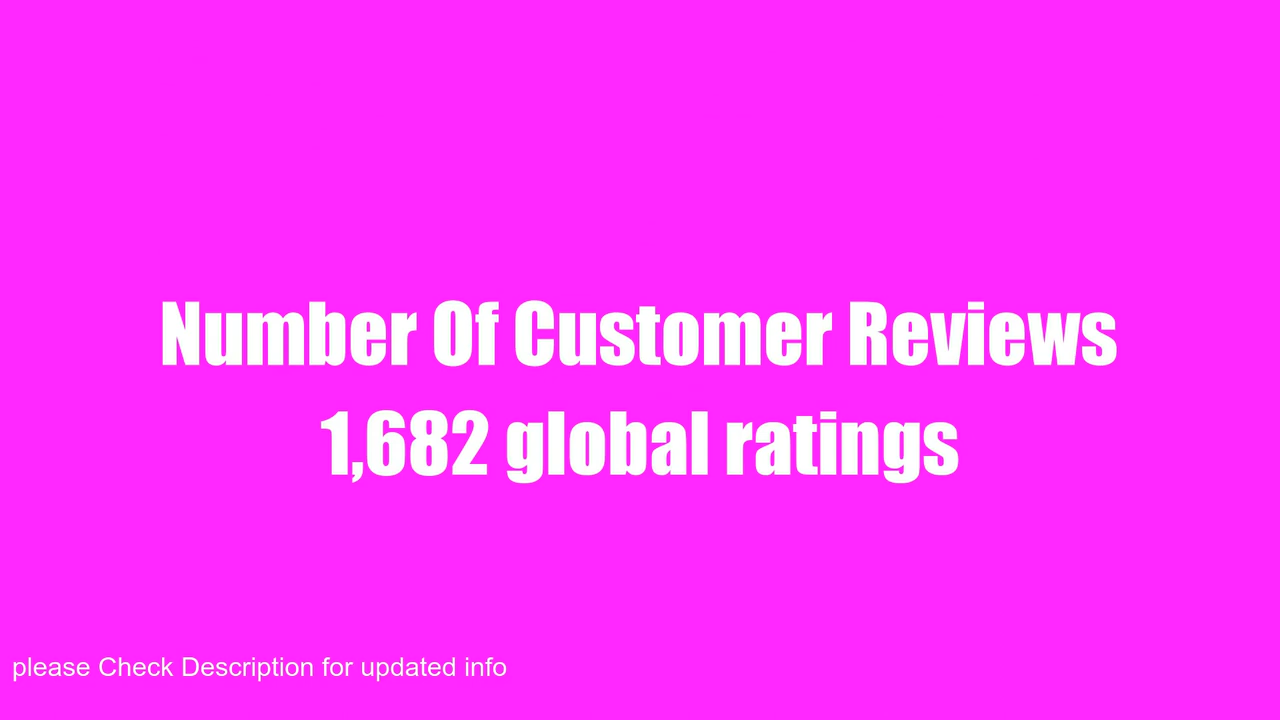 Number Of Customer Reviews
1,682 global ratings
please Check Description for updated info